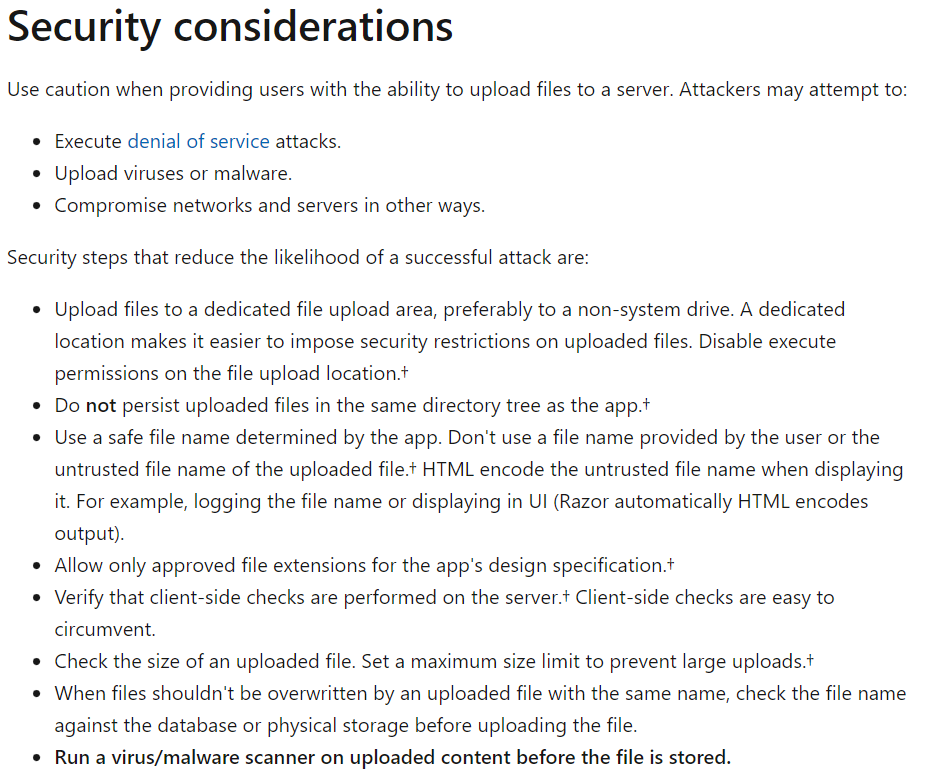 Security considerations
Use caution when providing users with the ability to upload files to a server. Attackers may attempt to:
• Execute denial of service attacks.
• Upload viruses or malware.
• Compromise networks and servers in other ways.
Security steps that reduce the likelihood of a successful attack are:
• Upload files to a dedicated file upload area, preferably to a non-system drive. A dedicated
location makes it easier to impose security restrictions on uploaded files. Disable execute
permissions on the file upload location.†
• Do not persist uploaded files in the same directory tree as the app.†
• Use a safe file name determined by the app. Don't use a file name provided by the user or the
untrusted file name of the uploaded file.† HTML encode the untrusted file name when displaying
it. For example, logging the file name or displaying in UI (Razor automatically HTML encodes
output).
• Allow only approved file extensions for the app's design specification.†
• Verify that client-side checks are performed on the server.† Client-side checks are easy to
circumvent.
• Check the size of an uploaded file. Set a maximum size limit to prevent large uploads.†
• When files shouldn't be overwritten by an uploaded file with the same name, check the file name
against the database or physical storage before uploading the file.
• Run a virus/malware scanner on uploaded content before the file is stored.